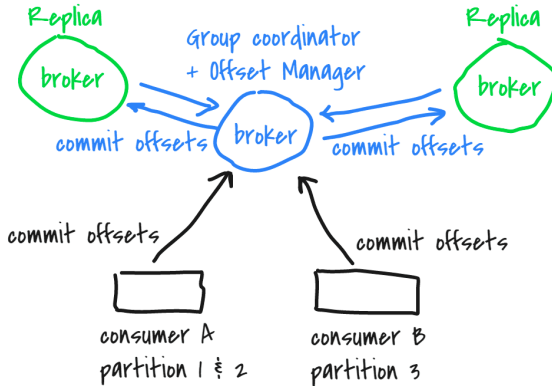 Replica
broker
Group coordinator
+ Offset Manager
Replica
broker
broker
commit offsets
commit offsets
commit offsets
commit offsets
consumer A
partition 1 & 2
consumer B
partition 3